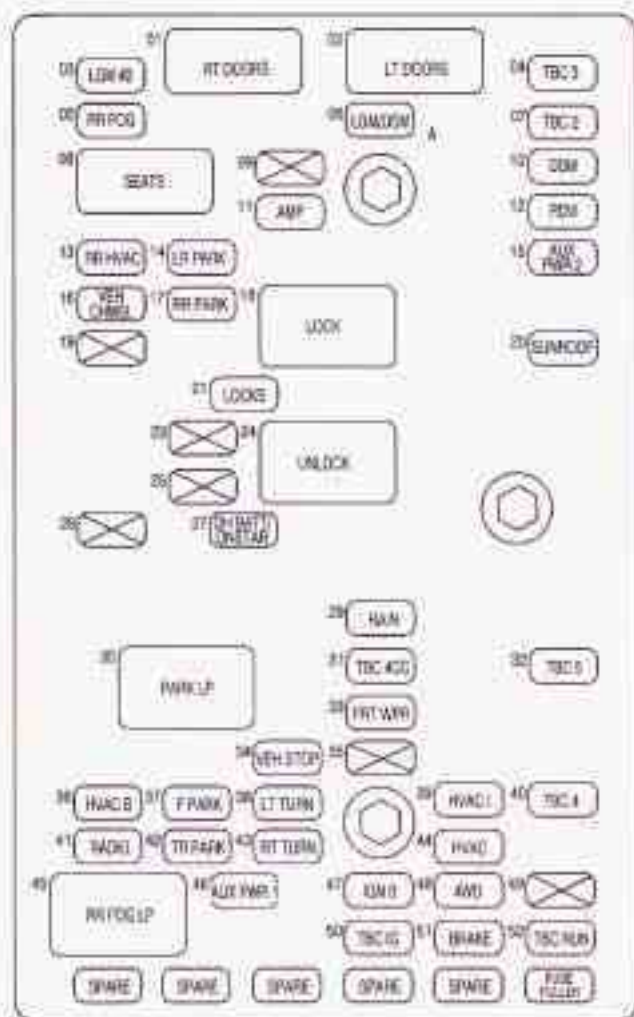 01 RT DOORS
02 LT DOORS
03 LGM #2
04 TBC 3
05 RR FOG
06 LGM/DSM
07 TBC 2
A
08 SEATS
09
10 DDM
11 AMP
12 PDM
13 RR HVAC
14 LR PARK
15 AUX
PWR 2
16 VEH
CHMSL
17 RR PARK
18 LOCK
19
20 SUNROOF
21 LOCKS
23
24 UNLOCK
25
26
27 OH BATT/
ONSTAR
29 RAIN
30 PARK LP
31 TBC ACC
32 TBC 5
33 FRT WPR
34 VEH STOP
35
36 HVAC B
37 F PARK
38 LT TURN
39 HVAC I
40 TBC 4
41 RADIO
42 TR PARK
43 RT TURN
44 HVAC
45 RR FOG LP
46 AUX PWR 1
47 IGN 0
48 4WD
49
50 TBC IG
51 BRAKE
52 TBC RUN
SPARE
SPARE
SPARE
SPARE
SPARE
FUSE
PULLER